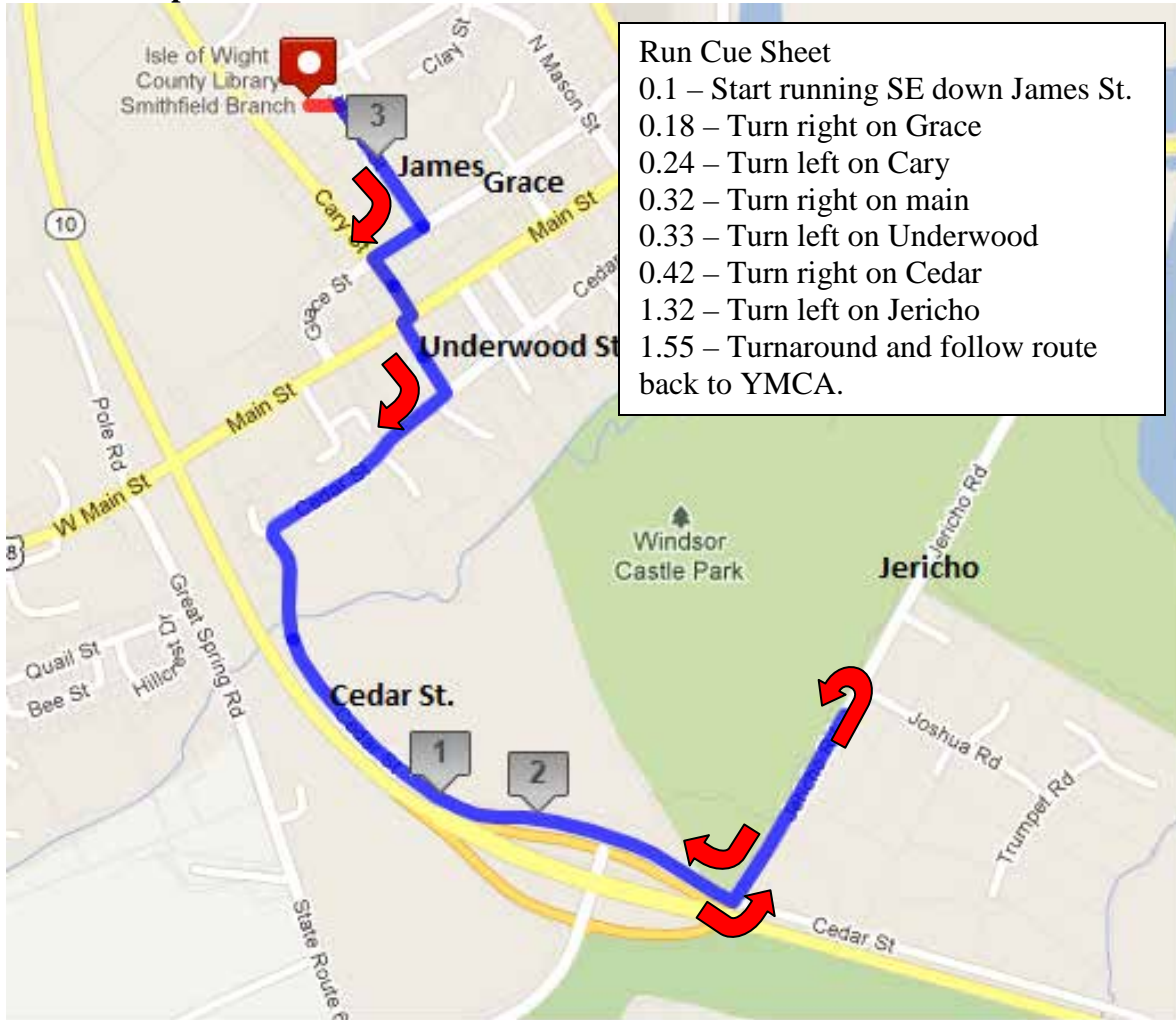 Isle of Wight
County Library
Smithfield Branch
Clay St
N Mason St
Run Cue Sheet
0.1 – Start running SE down James St.
0.18 – Turn right on Grace
0.24 – Turn left on Cary
0.32 – Turn right on main
0.33 – Turn left on Underwood
0.42 – Turn right on Cedar
1.32 – Turn left on Jericho
1.55 – Turnaround and follow route
back to YMCA.
3
James
Grace
10
Cary St
Main St
Cedar
Grace St
Underwood St
Main St
Pole Rd
W Main St
Cedar St
Windsor
Castle Park
Jericho Rd
Jericho
Great Spring Rd
Quail St
Bee St
Cedar St.
Cedar St
1
2
Jericho
Joshua Rd
Trumpet Rd
State Route 6
Cedar St
8